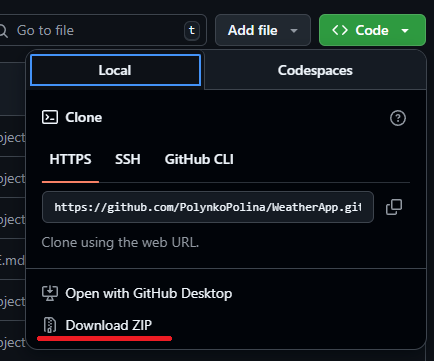 Go to file
t
Add file
<> Code
Local
Codespaces
Clone
HTTPS
SSH
GitHub CLI
https://github.com/PolynkoPolina/WeatherApp.git
Clone using the web URL.
Open with GitHub Desktop
Download ZIP
oject
oject
oject
E.md
oject
oject